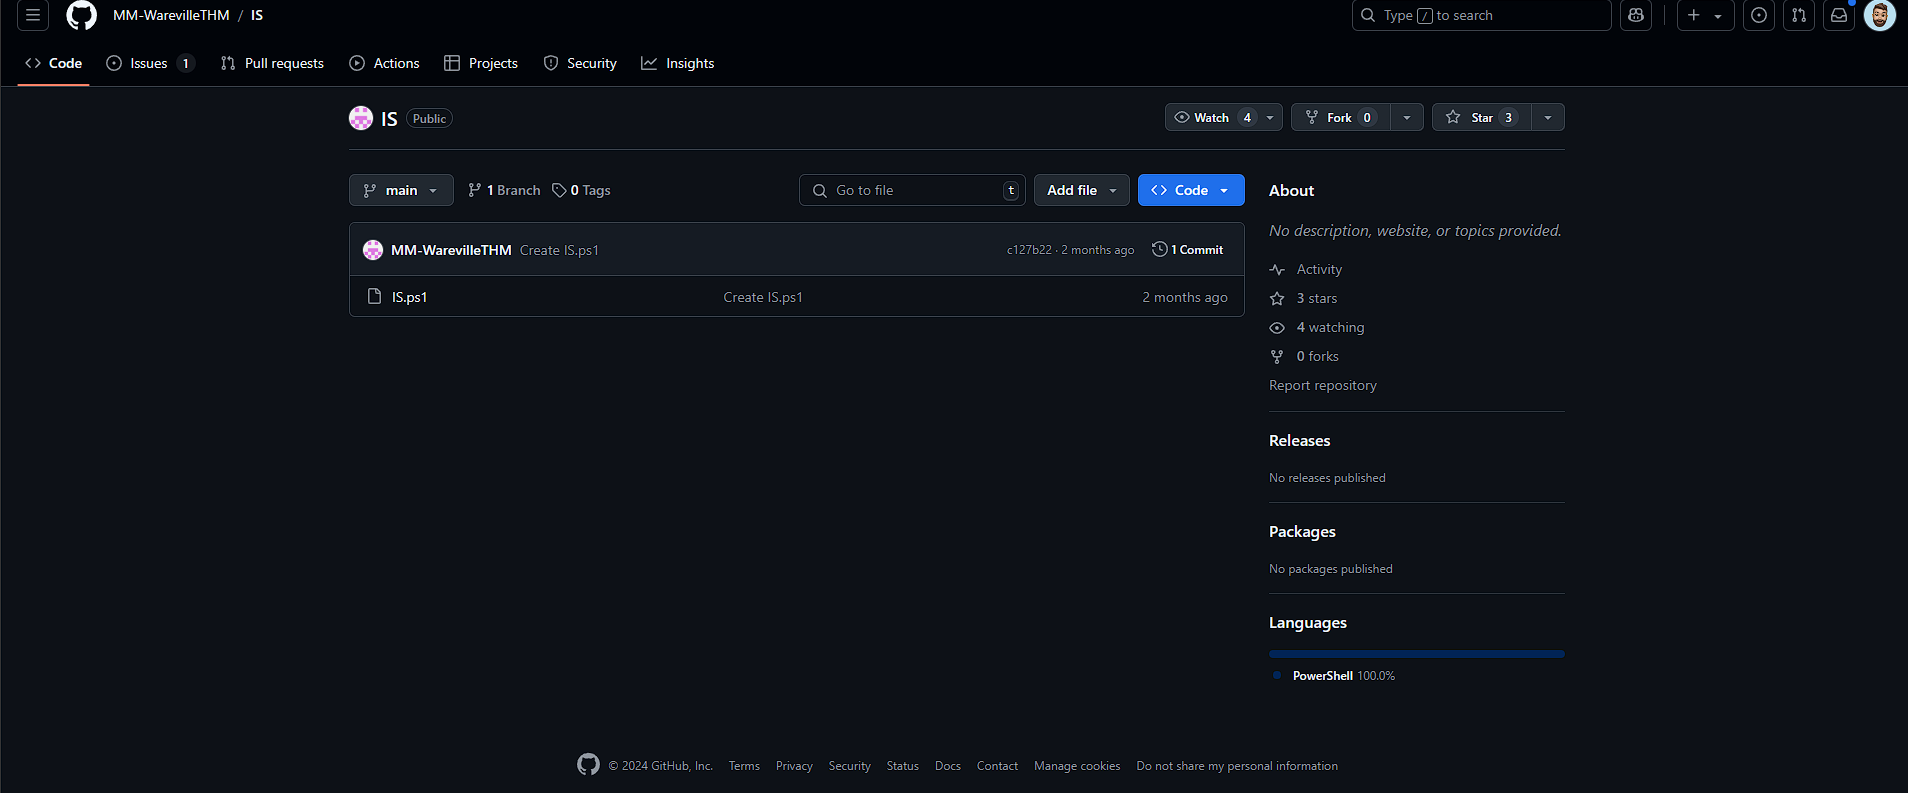 MM-WarevilleTHM / IS
Type / to search
Code Issues 1 Pull requests Actions Projects Security Insights
IS Public
Watch 4 Fork 0 Star 3
main 1 Branch 0 Tags Go to file t Add file Code
MM-WarevilleTHM Create IS.ps1 c127b22 · 2 months ago 1 Commit
IS.ps1 Create IS.ps1 2 months ago
About
No description, website, or topics provided.
Activity
3 stars
4 watching
0 forks
Report repository
Releases
No releases published
Packages
No packages published
Languages
PowerShell 100.0%
© 2024 GitHub, Inc. Terms Privacy Security Status Docs Contact Manage cookies Do not share my personal information